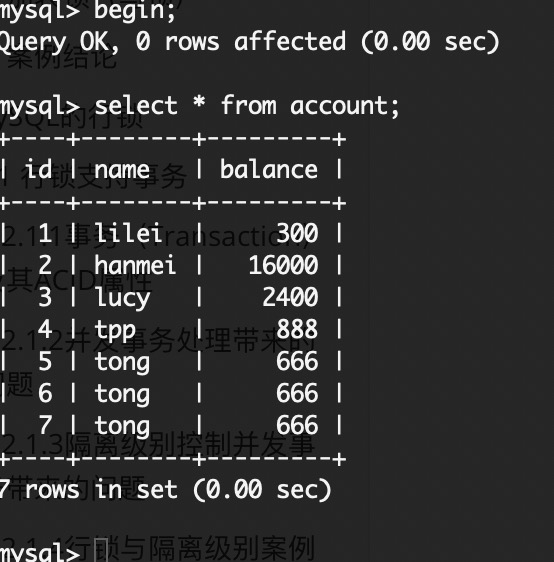 mysql> begin;
Query OK, 0 rows affected (0.00 sec)
案例结论
mysql> select * from account;
SQL的行锁
+----+--------+---------+
| id | name | balance |
1 行锁支持事务
+----+--------+---------+
| 1 | lilei | 300 |
2.1.1事务（Transaction）
| 2 | hanmei | 16000 |
及其ACID属性
| 3 | lucy | 2400 |
| 4 | tpp | 888 |
2.1.2并发事务处理带来的
| 5 | tong | 666 |
问题
| 6 | tong | 666 |
| 7 | tong | 666 |
2.1.3隔离级别控制并发事
+----+--------+---------+
7 rows in set (0.00 sec)
带来的问题
mysql>
行锁与隔离级别案例